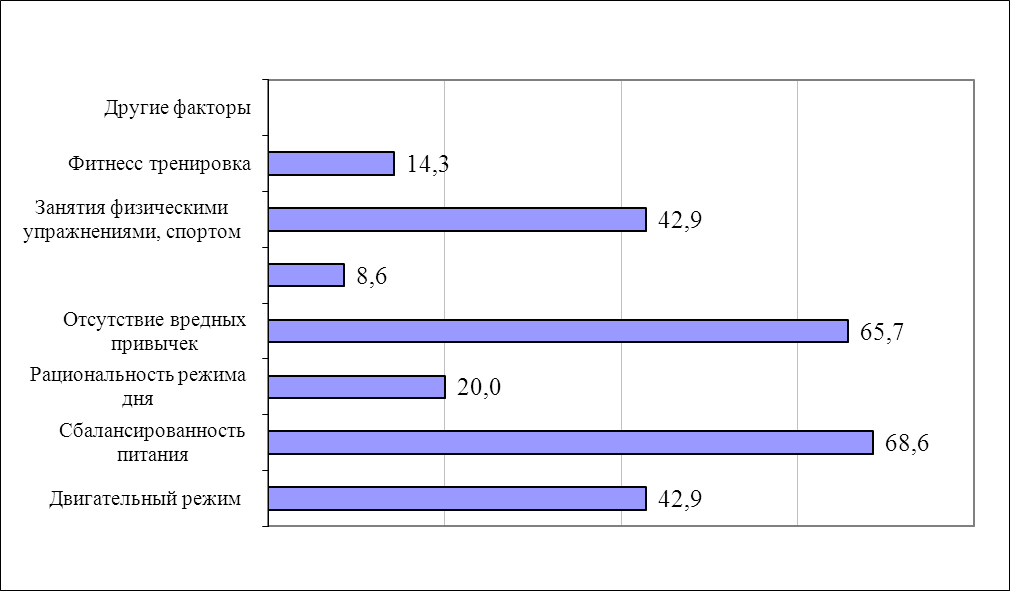 Другие факторы
Фитнесс тренировка
14,3
Занятия физическими
упражнениями, спортом
42,9
8,6
Отсутствие вредных
привычек
65,7
Рациональность режима
дня
20,0
Сбалансированность
питания
68,6
Двигательный режим
42,9